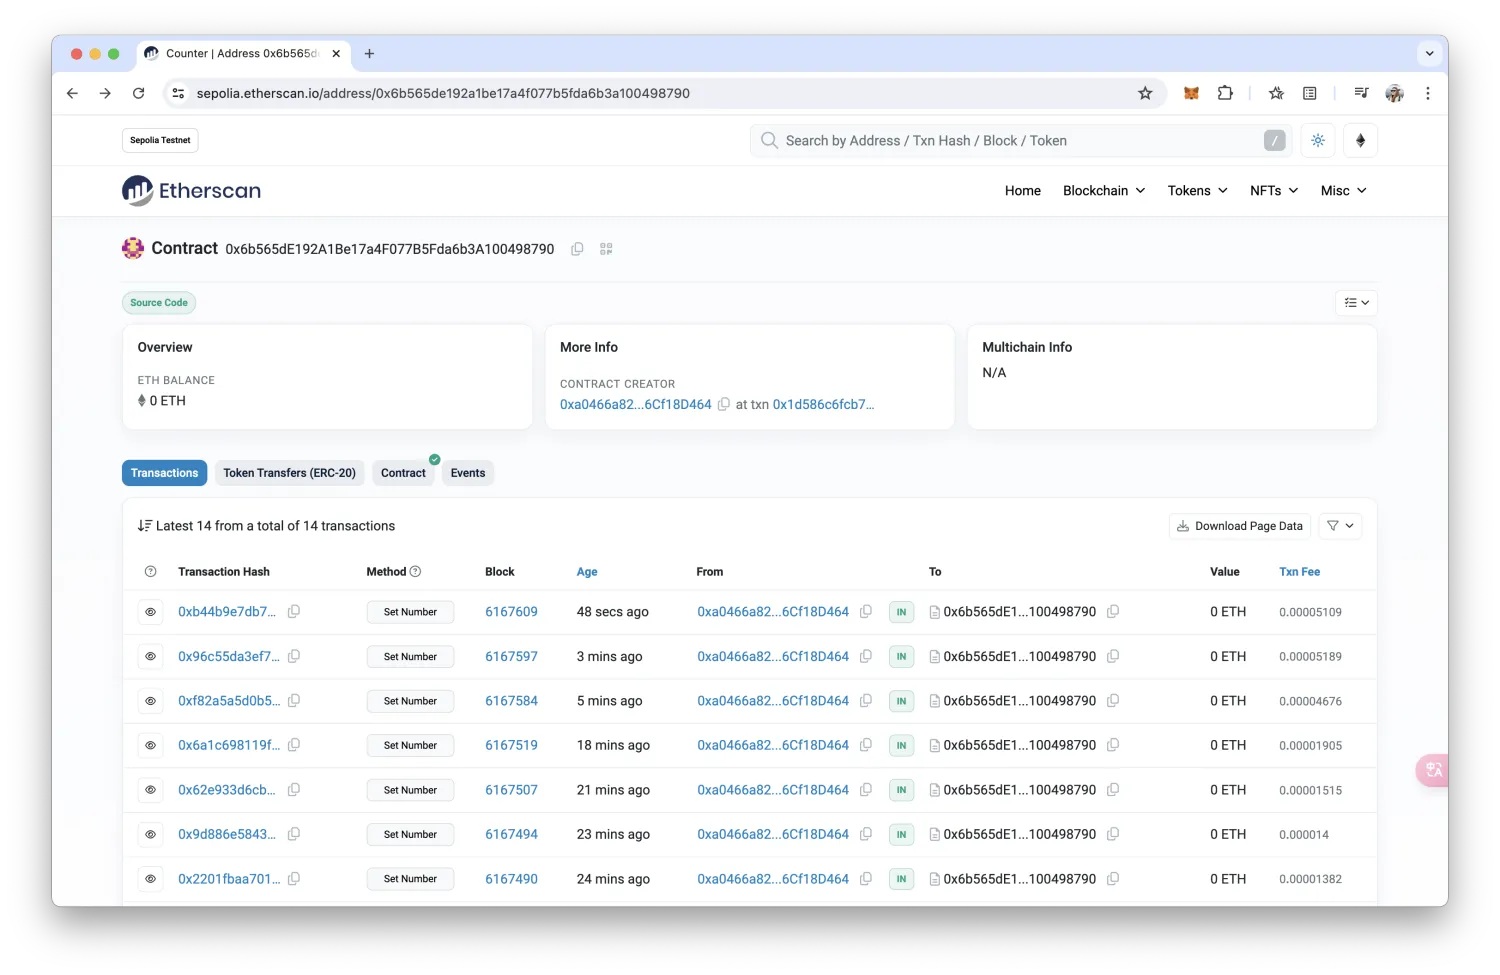 Counter | Address 0x6b565d
sepolia.etherscan.io/address/0x6b565de192a1be17a4f077b5fda6b3a100498790
Sepolia Testnet
Search by Address / Txn Hash / Block / Token
/
Etherscan
Home Blockchain Tokens NFTs Misc
Contract 0x6b565dE192A1Be17a4F077B5Fda6b3A100498790
Source Code
Overview
ETH BALANCE
0 ETH
More Info
CONTRACT CREATOR
0xa0466a82...6Cf18D464 at txn 0x1d586c6fcb7...
Multichain Info
N/A
Transactions Token Transfers (ERC-20) Contract Events
Latest 14 from a total of 14 transactions
Download Page Data
Transaction Hash Method Block Age From To Value Txn Fee
0xb44b9e7db7... Set Number 6167609 48 secs ago 0xa0466a82...6Cf18D464 IN 0x6b565dE1...100498790 0 ETH 0.00005109
0x96c55da3ef7... Set Number 6167597 3 mins ago 0xa0466a82...6Cf18D464 IN 0x6b565dE1...100498790 0 ETH 0.00005189
0xf82a5a5d0b5... Set Number 6167584 5 mins ago 0xa0466a82...6Cf18D464 IN 0x6b565dE1...100498790 0 ETH 0.00004676
0x6a1c698119f... Set Number 6167519 18 mins ago 0xa0466a82...6Cf18D464 IN 0x6b565dE1...100498790 0 ETH 0.00001905
0x62e933d6cb... Set Number 6167507 21 mins ago 0xa0466a82...6Cf18D464 IN 0x6b565dE1...100498790 0 ETH 0.00001515
0x9d886e5843... Set Number 6167494 23 mins ago 0xa0466a82...6Cf18D464 IN 0x6b565dE1...100498790 0 ETH 0.000014
0x2201fbaa701... Set Number 6167490 24 mins ago 0xa0466a82...6Cf18D464 IN 0x6b565dE1...100498790 0 ETH 0.00001382